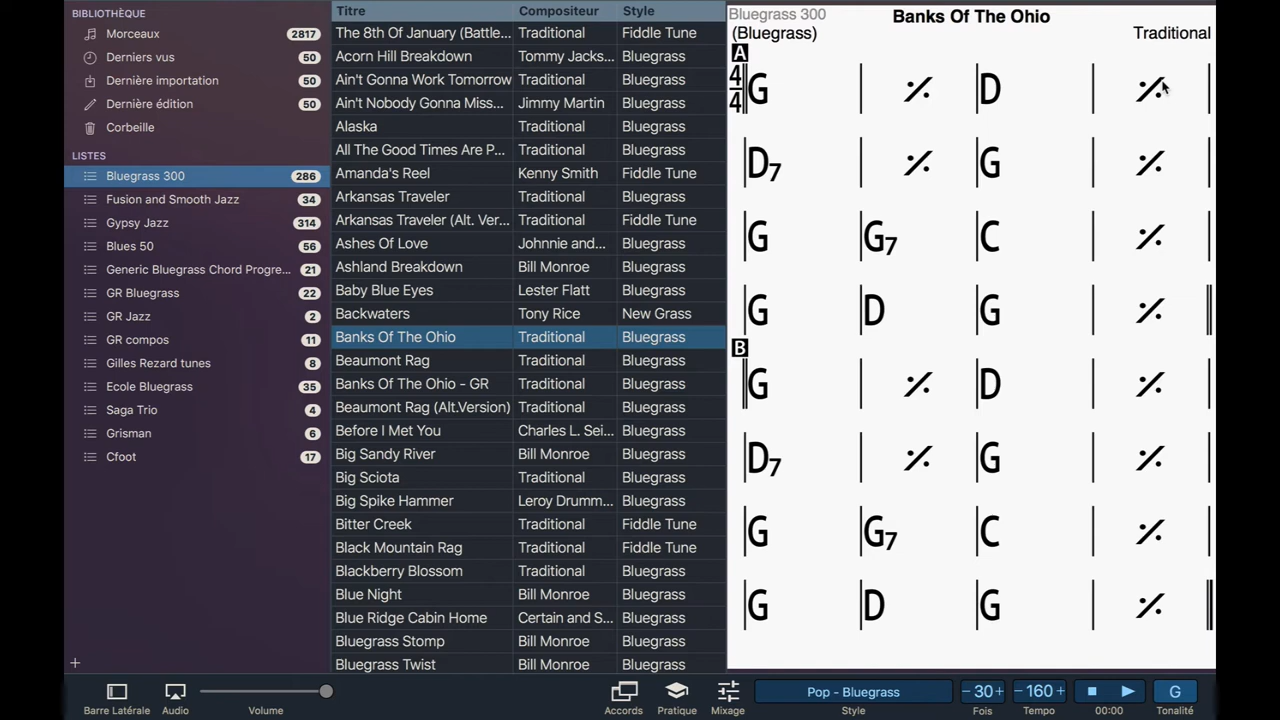 BIBLIOTHÈQUE
Morceaux 2817
Derniers vus 50
Dernière importation 50
Dernière édition 50
Corbeille
LISTES
Bluegrass 300 286
Fusion and Smooth Jazz 34
Gypsy Jazz 314
Blues 50 56
Generic Bluegrass Chord Progre... 21
GR Bluegrass 22
GR Jazz 2
GR compos 11
Gilles Rezard tunes 8
Ecole Bluegrass 35
Saga Trio 4
Grisman 6
Cfoot 17
+
Titre Compositeur Style
The 8th Of January (Battle... Traditional Fiddle Tune
Acorn Hill Breakdown Tommy Jacks... Bluegrass
Ain't Gonna Work Tomorrow Traditional Bluegrass
Ain't Nobody Gonna Miss... Jimmy Martin Bluegrass
Alaska Traditional Bluegrass
All The Good Times Are P... Traditional Bluegrass
Amanda's Reel Kenny Smith Fiddle Tune
Arkansas Traveler Traditional Bluegrass
Arkansas Traveler (Alt. Ver... Traditional Fiddle Tune
Ashes Of Love Johnnie and... Bluegrass
Ashland Breakdown Bill Monroe Bluegrass
Baby Blue Eyes Lester Flatt Bluegrass
Backwaters Tony Rice New Grass
Banks Of The Ohio Traditional Bluegrass
Beaumont Rag Traditional Bluegrass
Banks Of The Ohio - GR Traditional Bluegrass
Beaumont Rag (Alt.Version) Traditional Bluegrass
Before I Met You Charles L. Sei... Bluegrass
Big Sandy River Bill Monroe Bluegrass
Big Sciota Traditional Bluegrass
Big Spike Hammer Leroy Drumm... Bluegrass
Bitter Creek Traditional Fiddle Tune
Black Mountain Rag Traditional Fiddle Tune
Blackberry Blossom Traditional Bluegrass
Blue Night Bill Monroe Bluegrass
Blue Ridge Cabin Home Certain and S... Bluegrass
Bluegrass Stomp Bill Monroe Bluegrass
Bluegrass Twist Bill Monroe Bluegrass
Bluegrass 300
Banks Of The Ohio
(Bluegrass) Traditional
A
4/4 G D
D7 G
G G7 C
G D G
B
G D
D7 G
G G7 C
G D G
Barre Latérale
Audio
Volume
Accords
Pratique
Mixage
Pop - Bluegrass
Style
− 30 +
Fois
− 160 +
Tempo
00:00
G
Tonalité